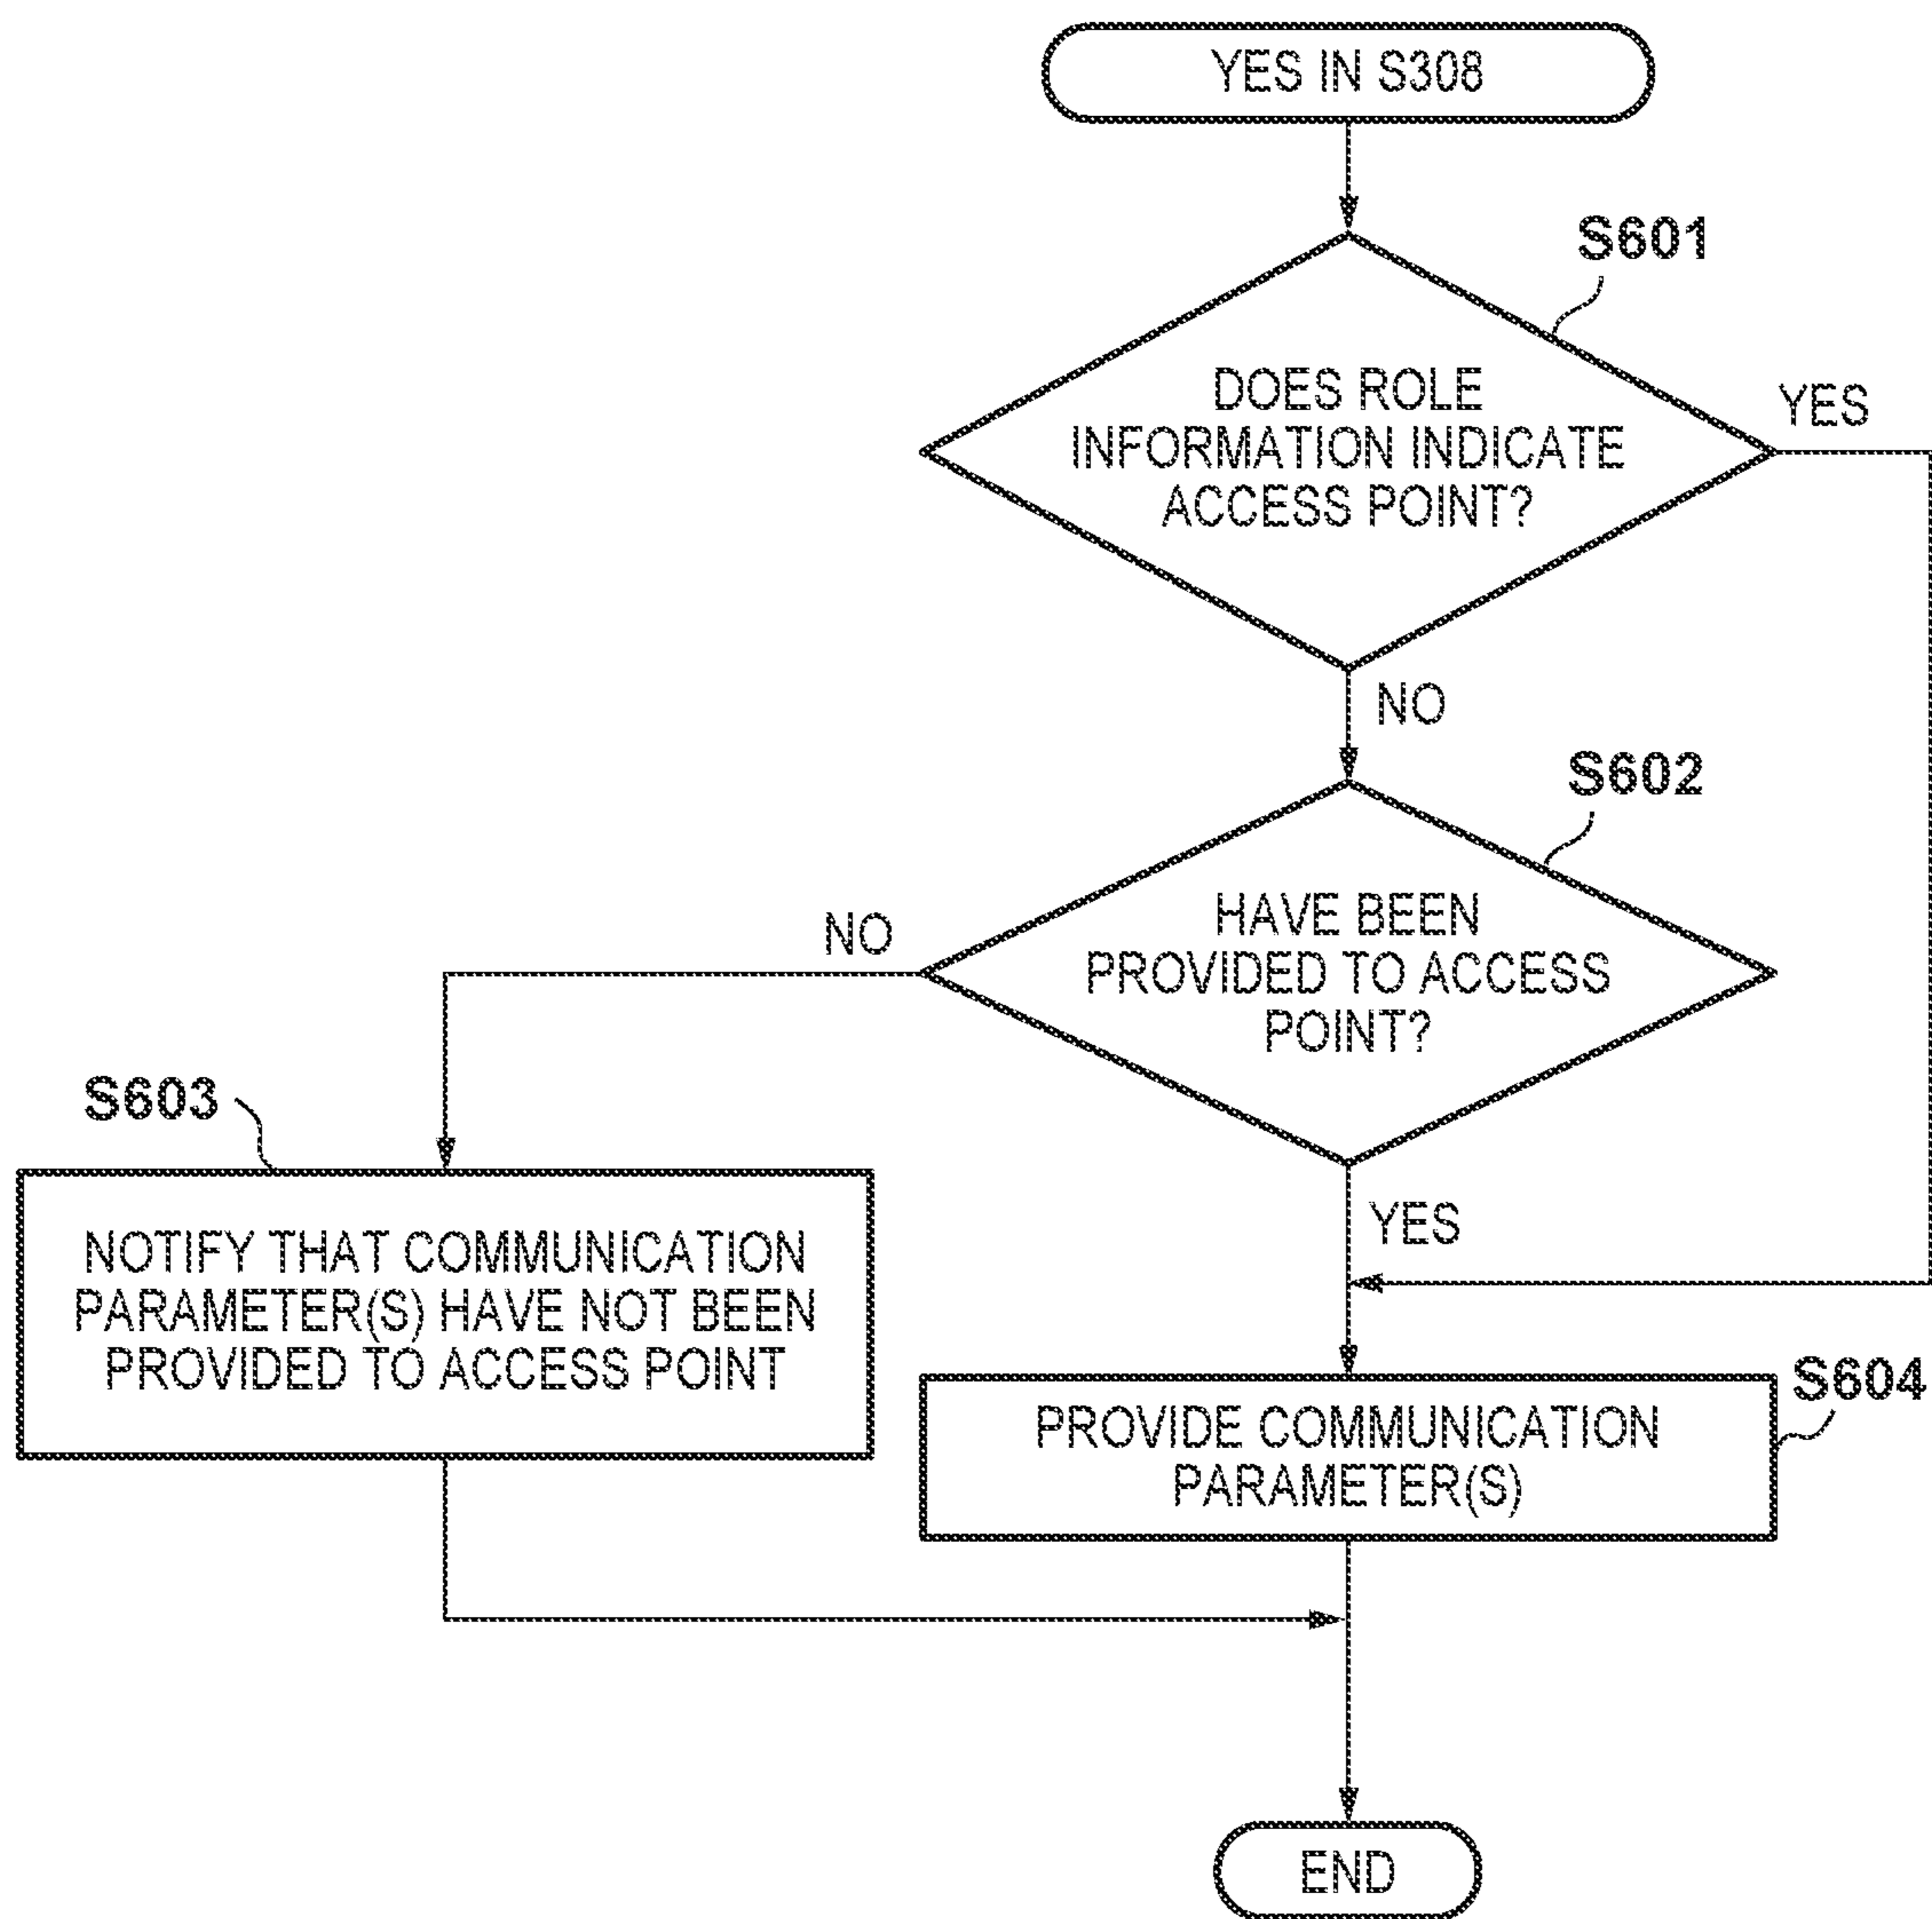 YES IN S308
S601
DOES ROLE
INFORMATION INDICATE
ACCESS POINT?
YES
NO
S602
HAVE BEEN
PROVIDED TO ACCESS
POINT?
NO
YES
S603
NOTIFY THAT COMMUNICATION
PARAMETER(S) HAVE NOT BEEN
PROVIDED TO ACCESS POINT
S604
PROVIDE COMMUNICATION
PARAMETER(S)
END